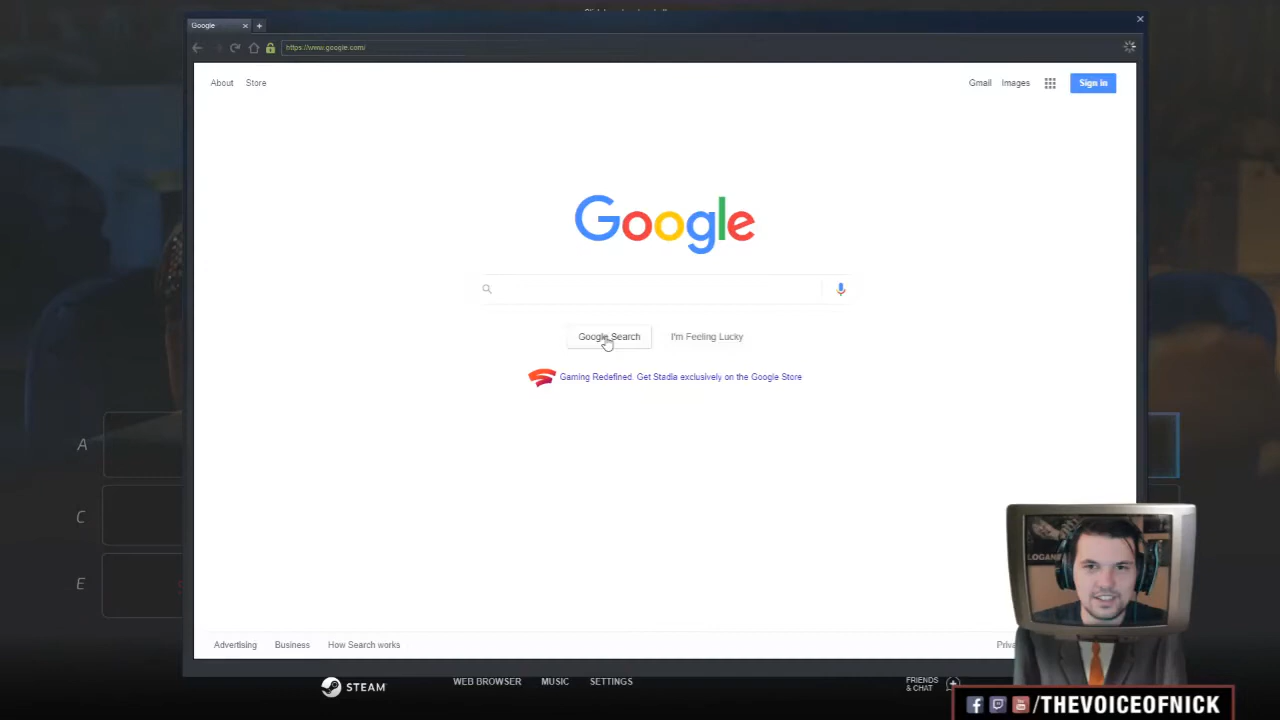 Google
https://www.google.com/
About Store
Gmail Images Sign in
Google
Google Search I'm Feeling Lucky
Gaming Redefined. Get Stadia exclusively on the Google Store
A
C
E
LOGAN
Advertising Business How Search works
STEAM WEB BROWSER MUSIC SETTINGS FRIENDS
& CHAT
/THEVOICEOFNICK